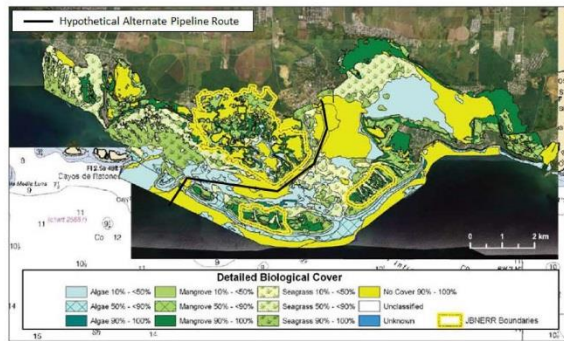 Hypothetical Alternate Pipeline Route
Cayos de Ratones
0 1 2 km
Detailed Biological Cover
Algae 10% - <50%
Mangrove 10% - <50%
Seagrass 10% - <50%
No Cover 90% - 100%
Algae 50% - <90%
Mangrove 50% - <90%
Seagrass 50% - <90%
Unclassified
Algae 90% - 100%
Mangrove 90% - 100%
Seagrass 90% - 100%
Unknown
JBNERR Boundaries